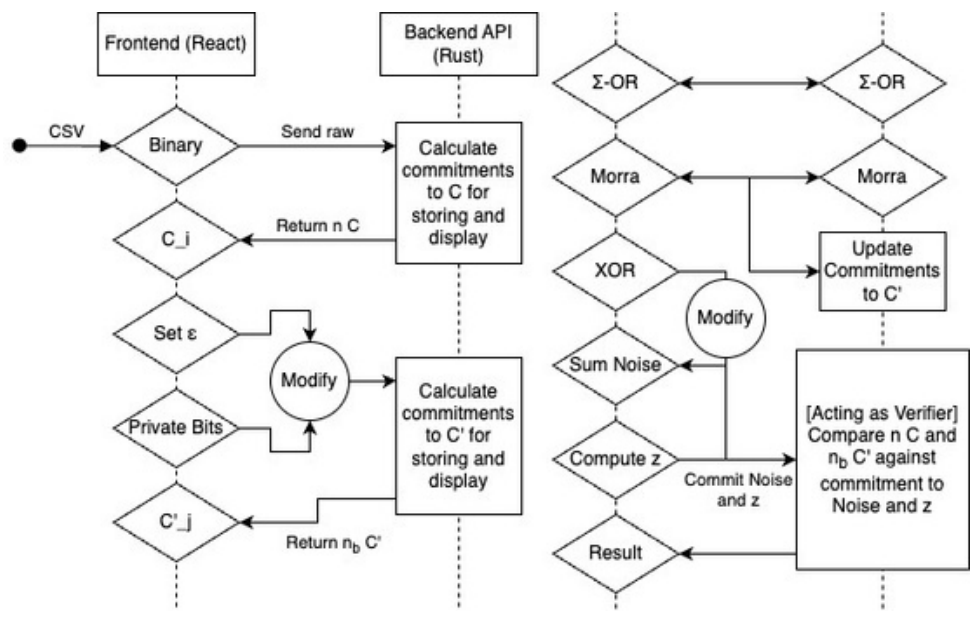 Frontend (React)
Backend API
(Rust)
CSV
Binary
Send raw
Calculate
commitments
to C for
storing and
display
C_i
Return n C
Set ε
Modify
Private Bits
Calculate
commitments
to C' for
storing and
display
C'_j
Return n_b C'
Σ-OR
Σ-OR
Morra
Morra
Update
Commitments
to C'
XOR
Modify
Sum Noise
[Acting as Verifier]
Compare n C and
n_b C' against
commitment to
Noise and z
Compute z
Commit Noise
and z
Result